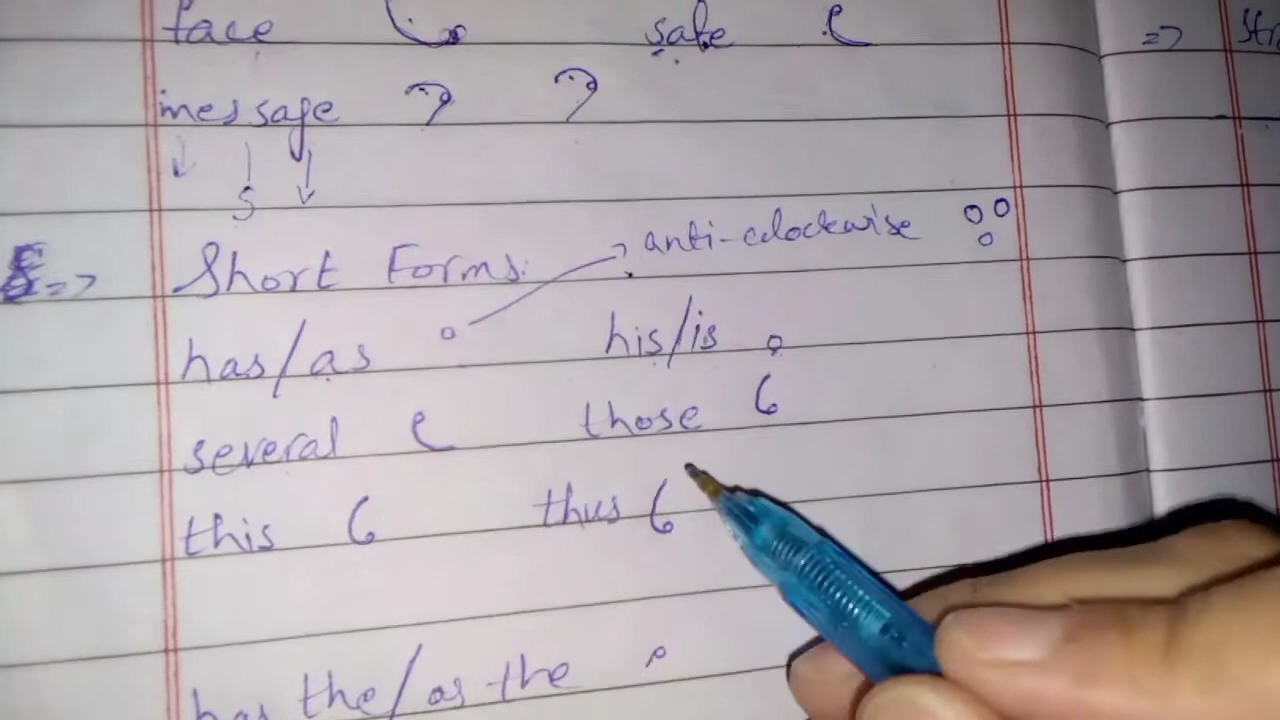 face safe
message
S
=> Short Forms. anti-clockwise
has/as his/is
several those
this thus
has the/as the
=>